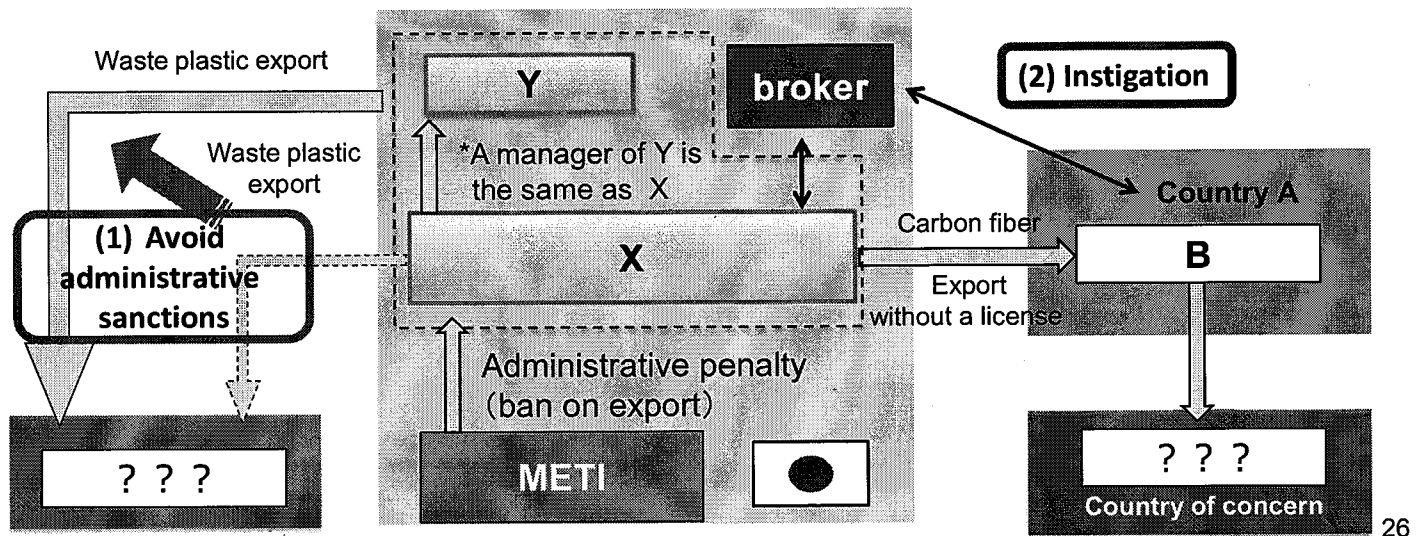 Waste plastic export
Y
broker
(2) Instigation
Waste plastic
export
*A manager of Y is
the same as X
Country A
(1) Avoid
administrative
sanctions
X
Carbon fiber
Export
without a license
B
Administrative penalty
(ban on export)
METI
? ? ?
? ? ?
Country of concern
26